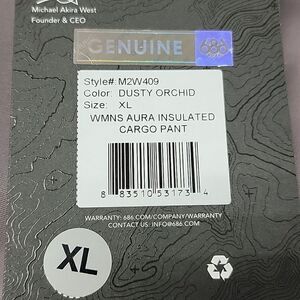 Michael Akira West
Founder & CEO
GENUINE 686
Style#: M2W409
Color: DUSTY ORCHID
Size: XL
WMNS AURA INSULATED
CARGO PANT
8 83510 53173 4
WARRANTY: 686.COM/COMPANY/WARRANTY
CONTACT US: INFO@686.COM
XL